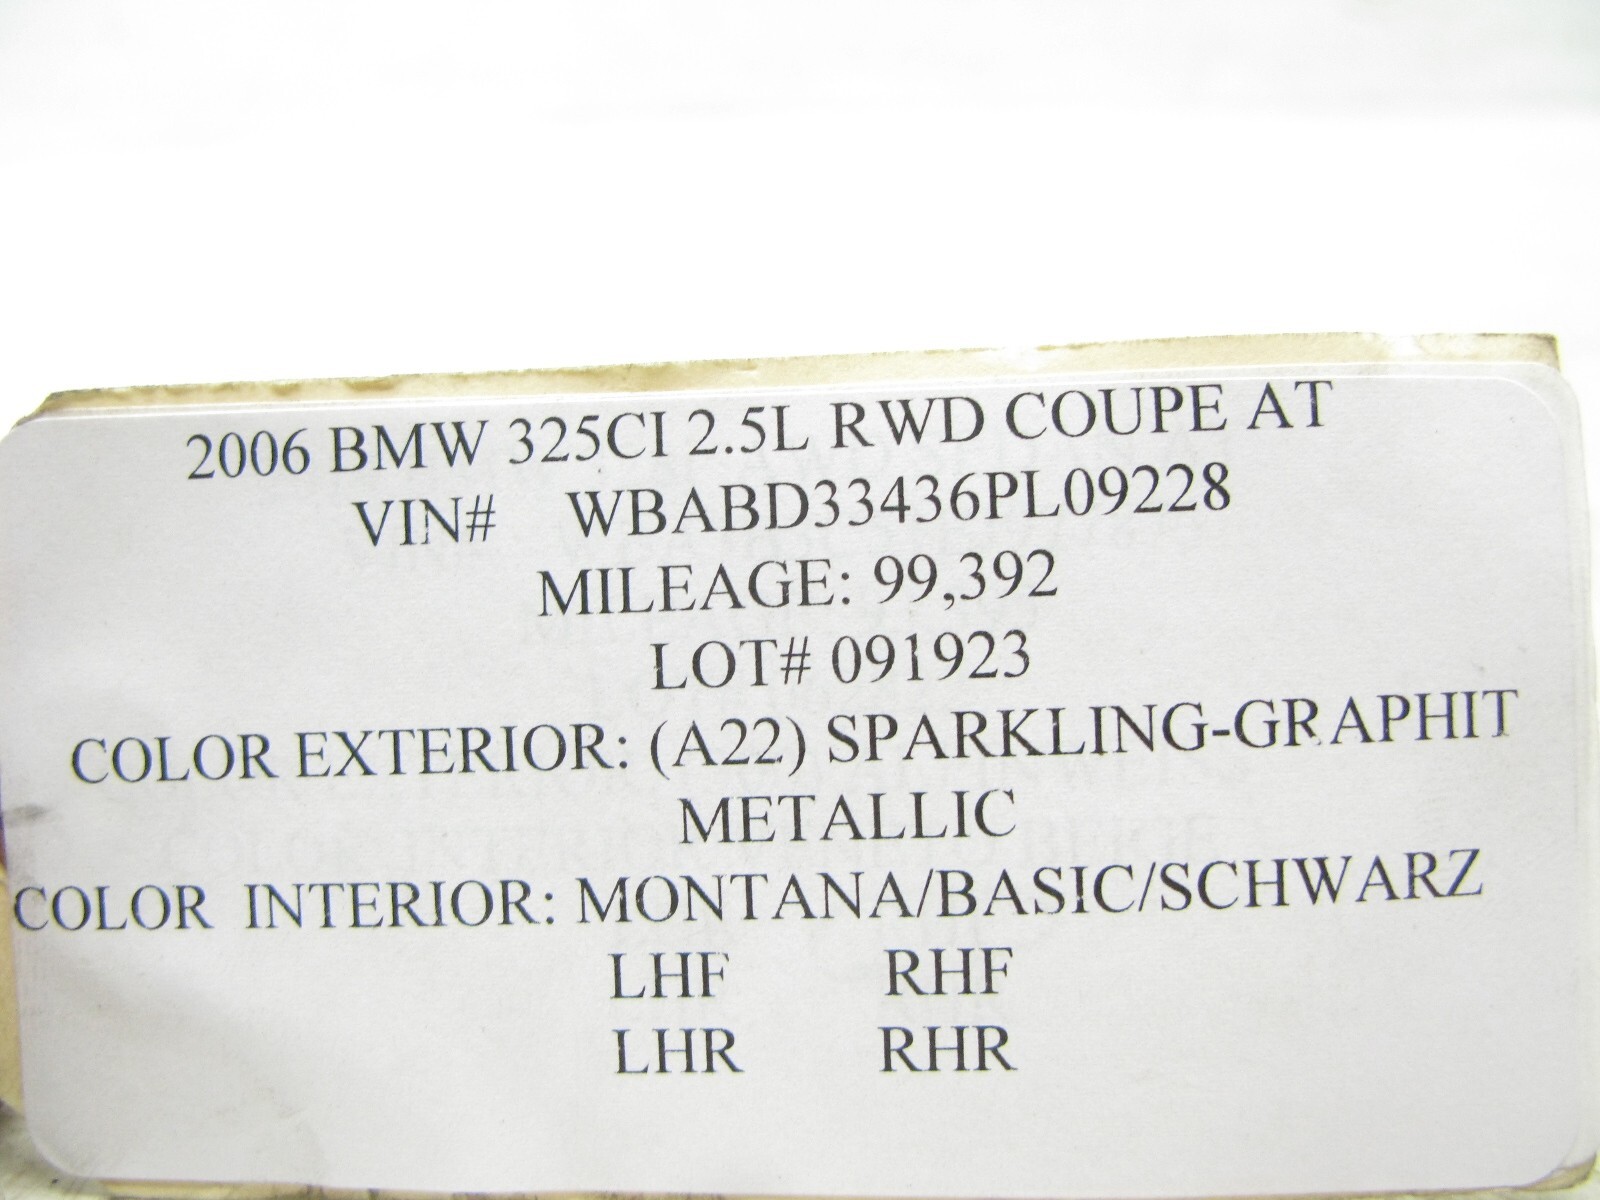 2006 BMW 325CI 2.5L RWD COUPE AT
VIN# WBABD33436PL09228
MILEAGE: 99,392
LOT# 091923
COLOR EXTERIOR: (A22) SPARKLING-GRAPHIT
METALLIC
COLOR INTERIOR: MONTANA/BASIC/SCHWARZ
LHF RHF
LHR RHR